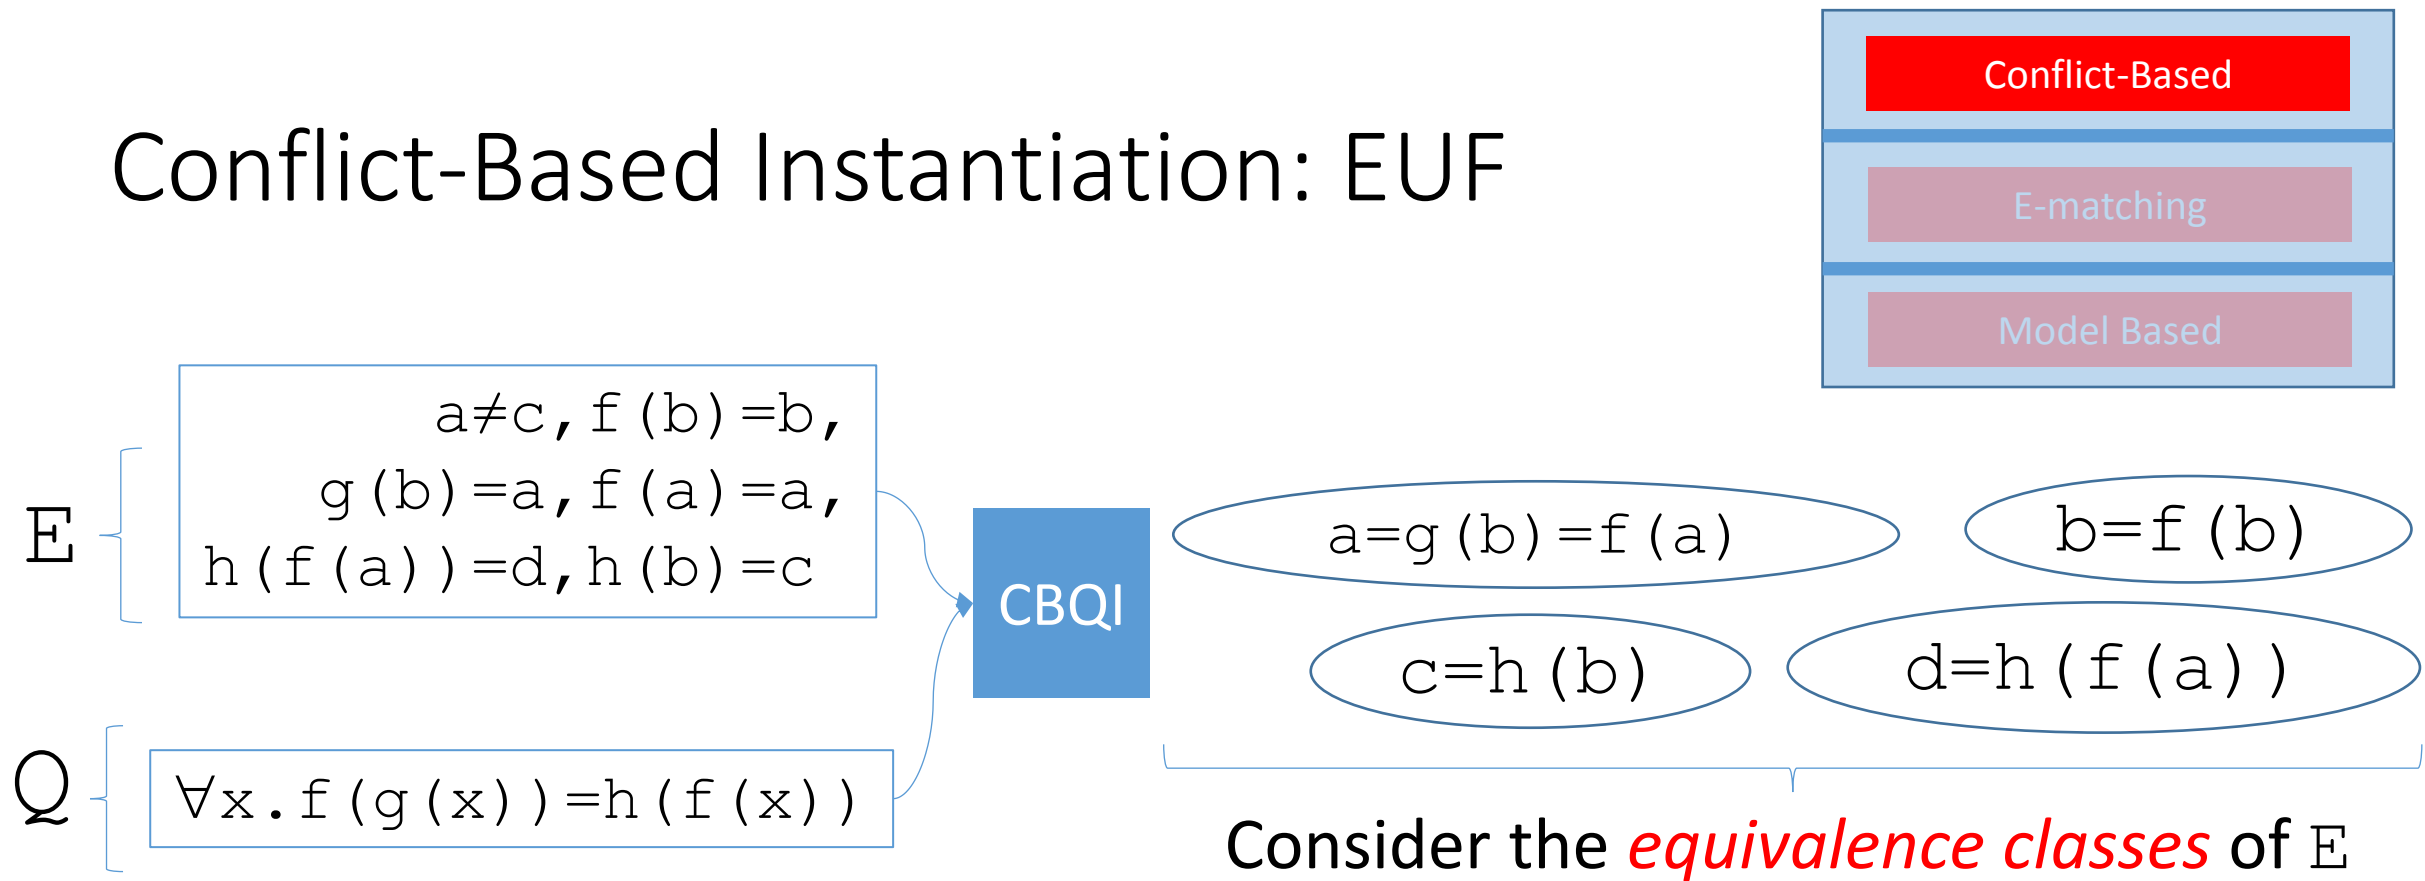 Conflict-Based
Conflict-Based Instantiation: EUF
E-matching
Model Based
a≠c,f(b)=b,
g(b)=a,f(a)=a,
h(f(a))=d,h(b)=c
E
CBQI
a=g(b)=f(a)
b=f(b)
c=h(b)
d=h(f(a))
Q
∀x.f(g(x))=h(f(x))
Consider the equivalence classes of E